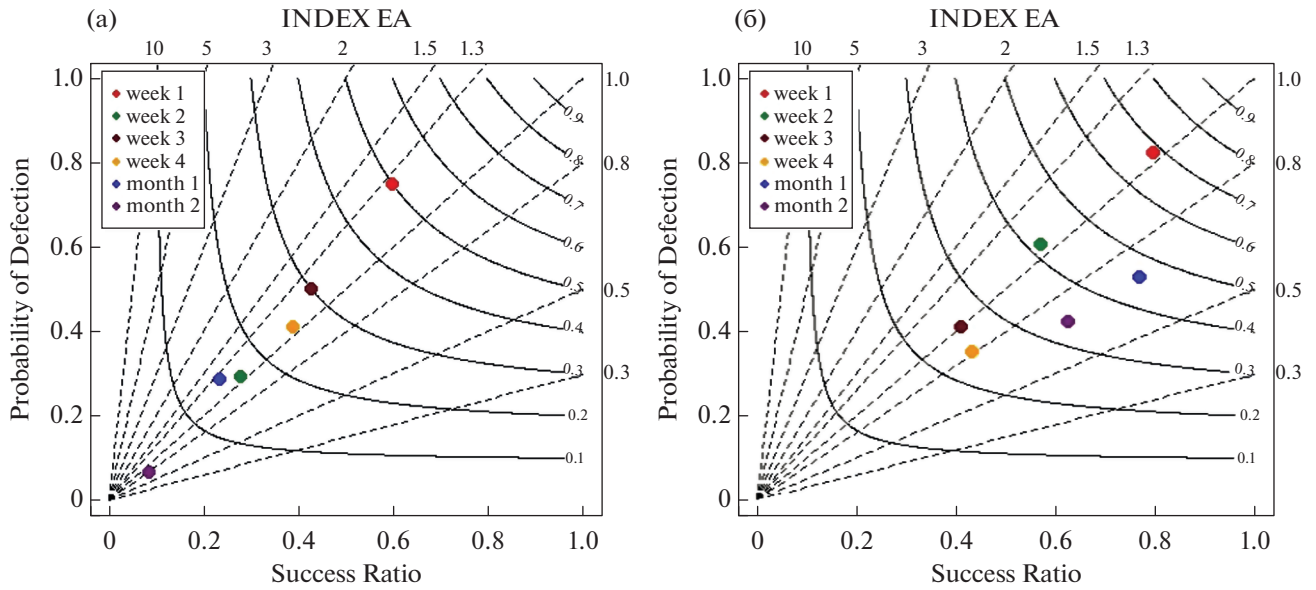 (а)
INDEX EA
10 5 3 2 1.5 1.3
1.0
0.8
0.6
0.4
0.2
0
Probability of Defection
week 1
week 2
week 3
week 4
month 1
month 2
0.9
0.8
0.7
0.6
0.5
0.4
0.3
0.2
0.1
1.0
0.8
0.5
0.3
0 0.2 0.4 0.6 0.8 1.0
Success Ratio
(б)
INDEX EA
10 5 3 2 1.5 1.3
1.0
0.8
0.6
0.4
0.2
0
Probability of Defection
week 1
week 2
week 3
week 4
month 1
month 2
0.9
0.8
0.7
0.6
0.5
0.4
0.3
0.2
0.1
1.0
0.8
0.5
0.3
0 0.2 0.4 0.6 0.8 1.0
Success Ratio